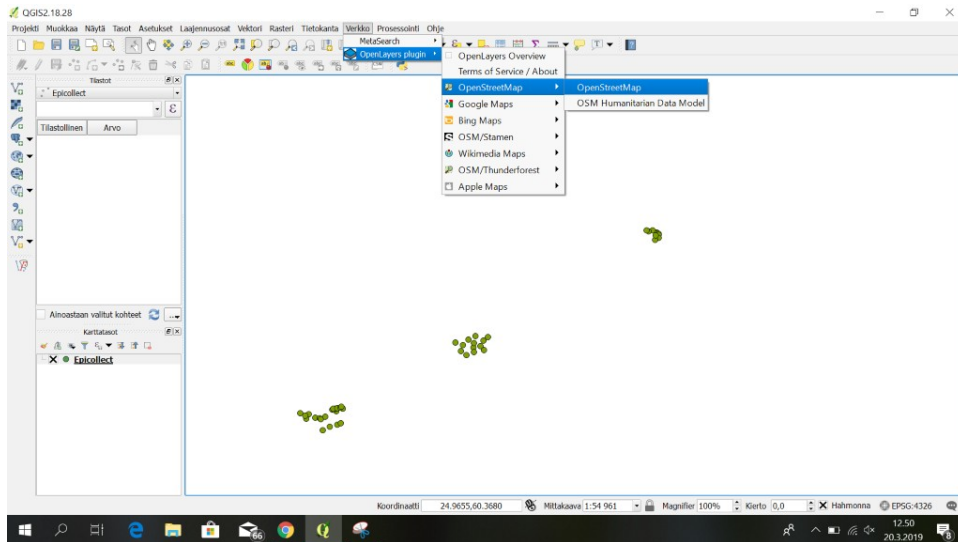 QGIS2.18.28
Projekti Muokkaa Näytä Tasot Asetukset Laajennusosat Vektori Rasteri Tietokanta Verkko Prosessointi Ohje
MetaSearch
OpenLayers plugin
OpenLayers Overview
Terms of Service / About
OpenStreetMap
Google Maps
Bing Maps
OSM/Stamen
Wikimedia Maps
OSM/Thunderforest
Apple Maps
OpenStreetMap
OSM Humanitarian Data Model
Tilastot
Epicollect
Tilastollinen Arvo
Ainoastaan valitut kohteet
Karttatasot
Epicollect
Koordinaatti 24.9655,60.3680 Mittakaava 1:54 961 Magnifier 100% Kierto 0,0 Hahmonna EPSG:4326
66
12.50
20.3.2019
8